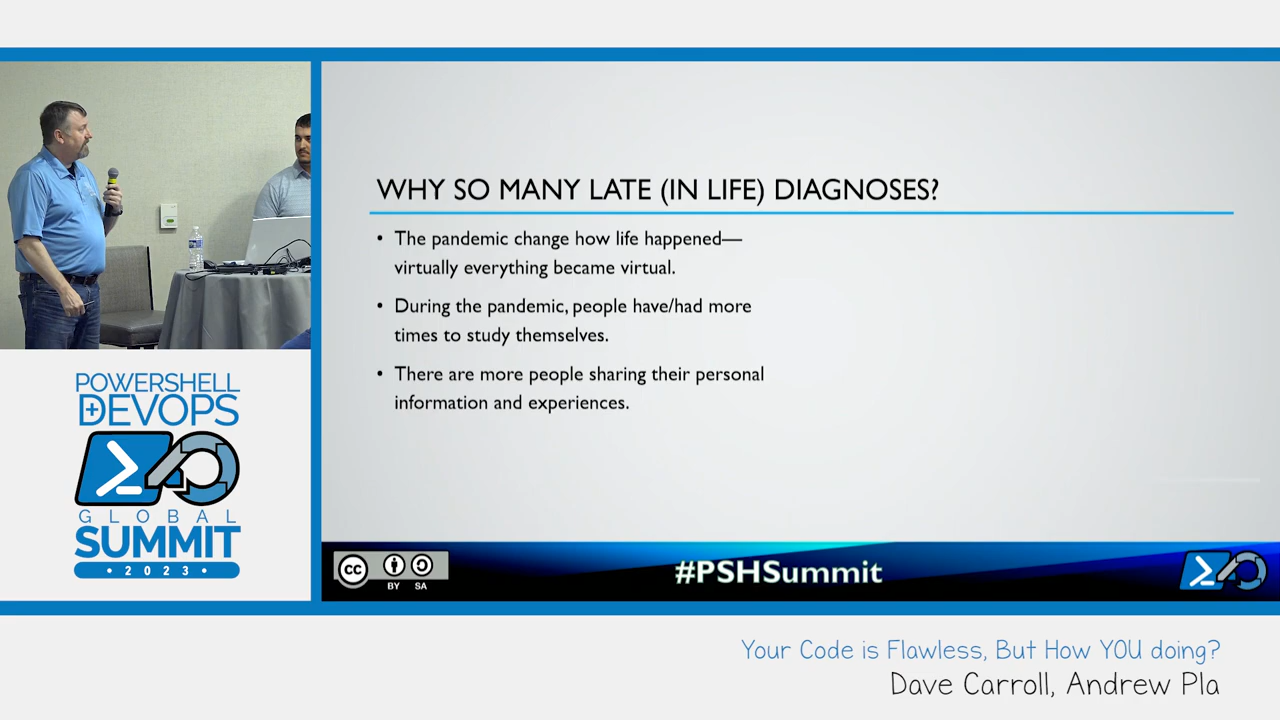 WHY SO MANY LATE (IN LIFE) DIAGNOSES?
• The pandemic change how life happened—
virtually everything became virtual.
• During the pandemic, people have/had more
times to study themselves.
• There are more people sharing their personal
information and experiences.
POWERSHELL
+DEVOPS
GLOBAL
SUMMIT
• 2023 •
cc
BY SA
#PSHSummit
Your Code is Flawless, But How YOU doing?
Dave Carroll, Andrew Pla